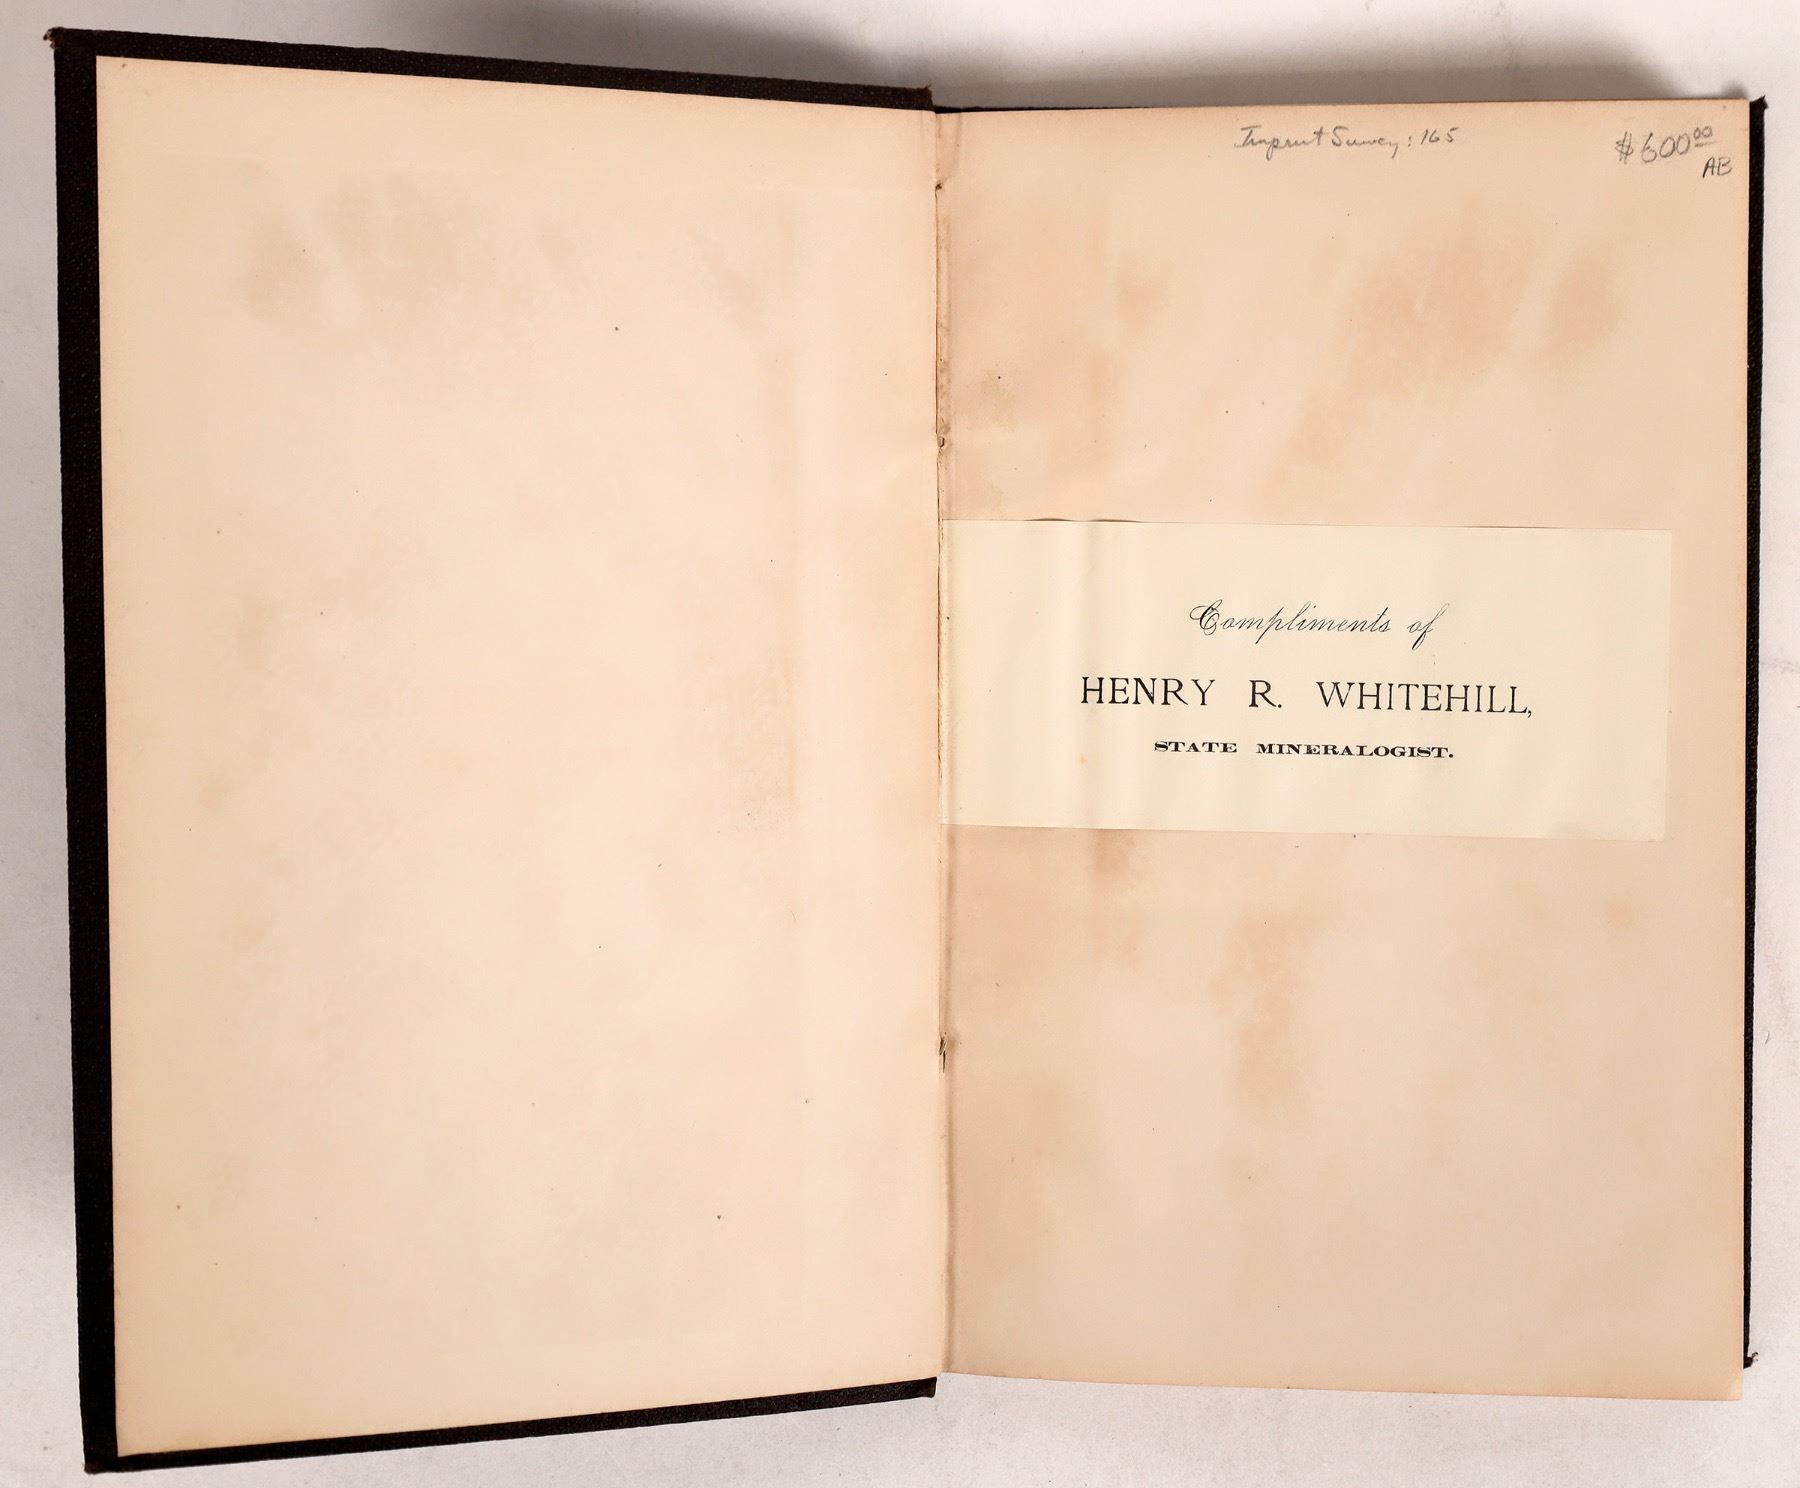 Imprint Survey: 165
$600.00
AB
Compliments of
HENRY R. WHITEHILL,
STATE MINERALOGIST.